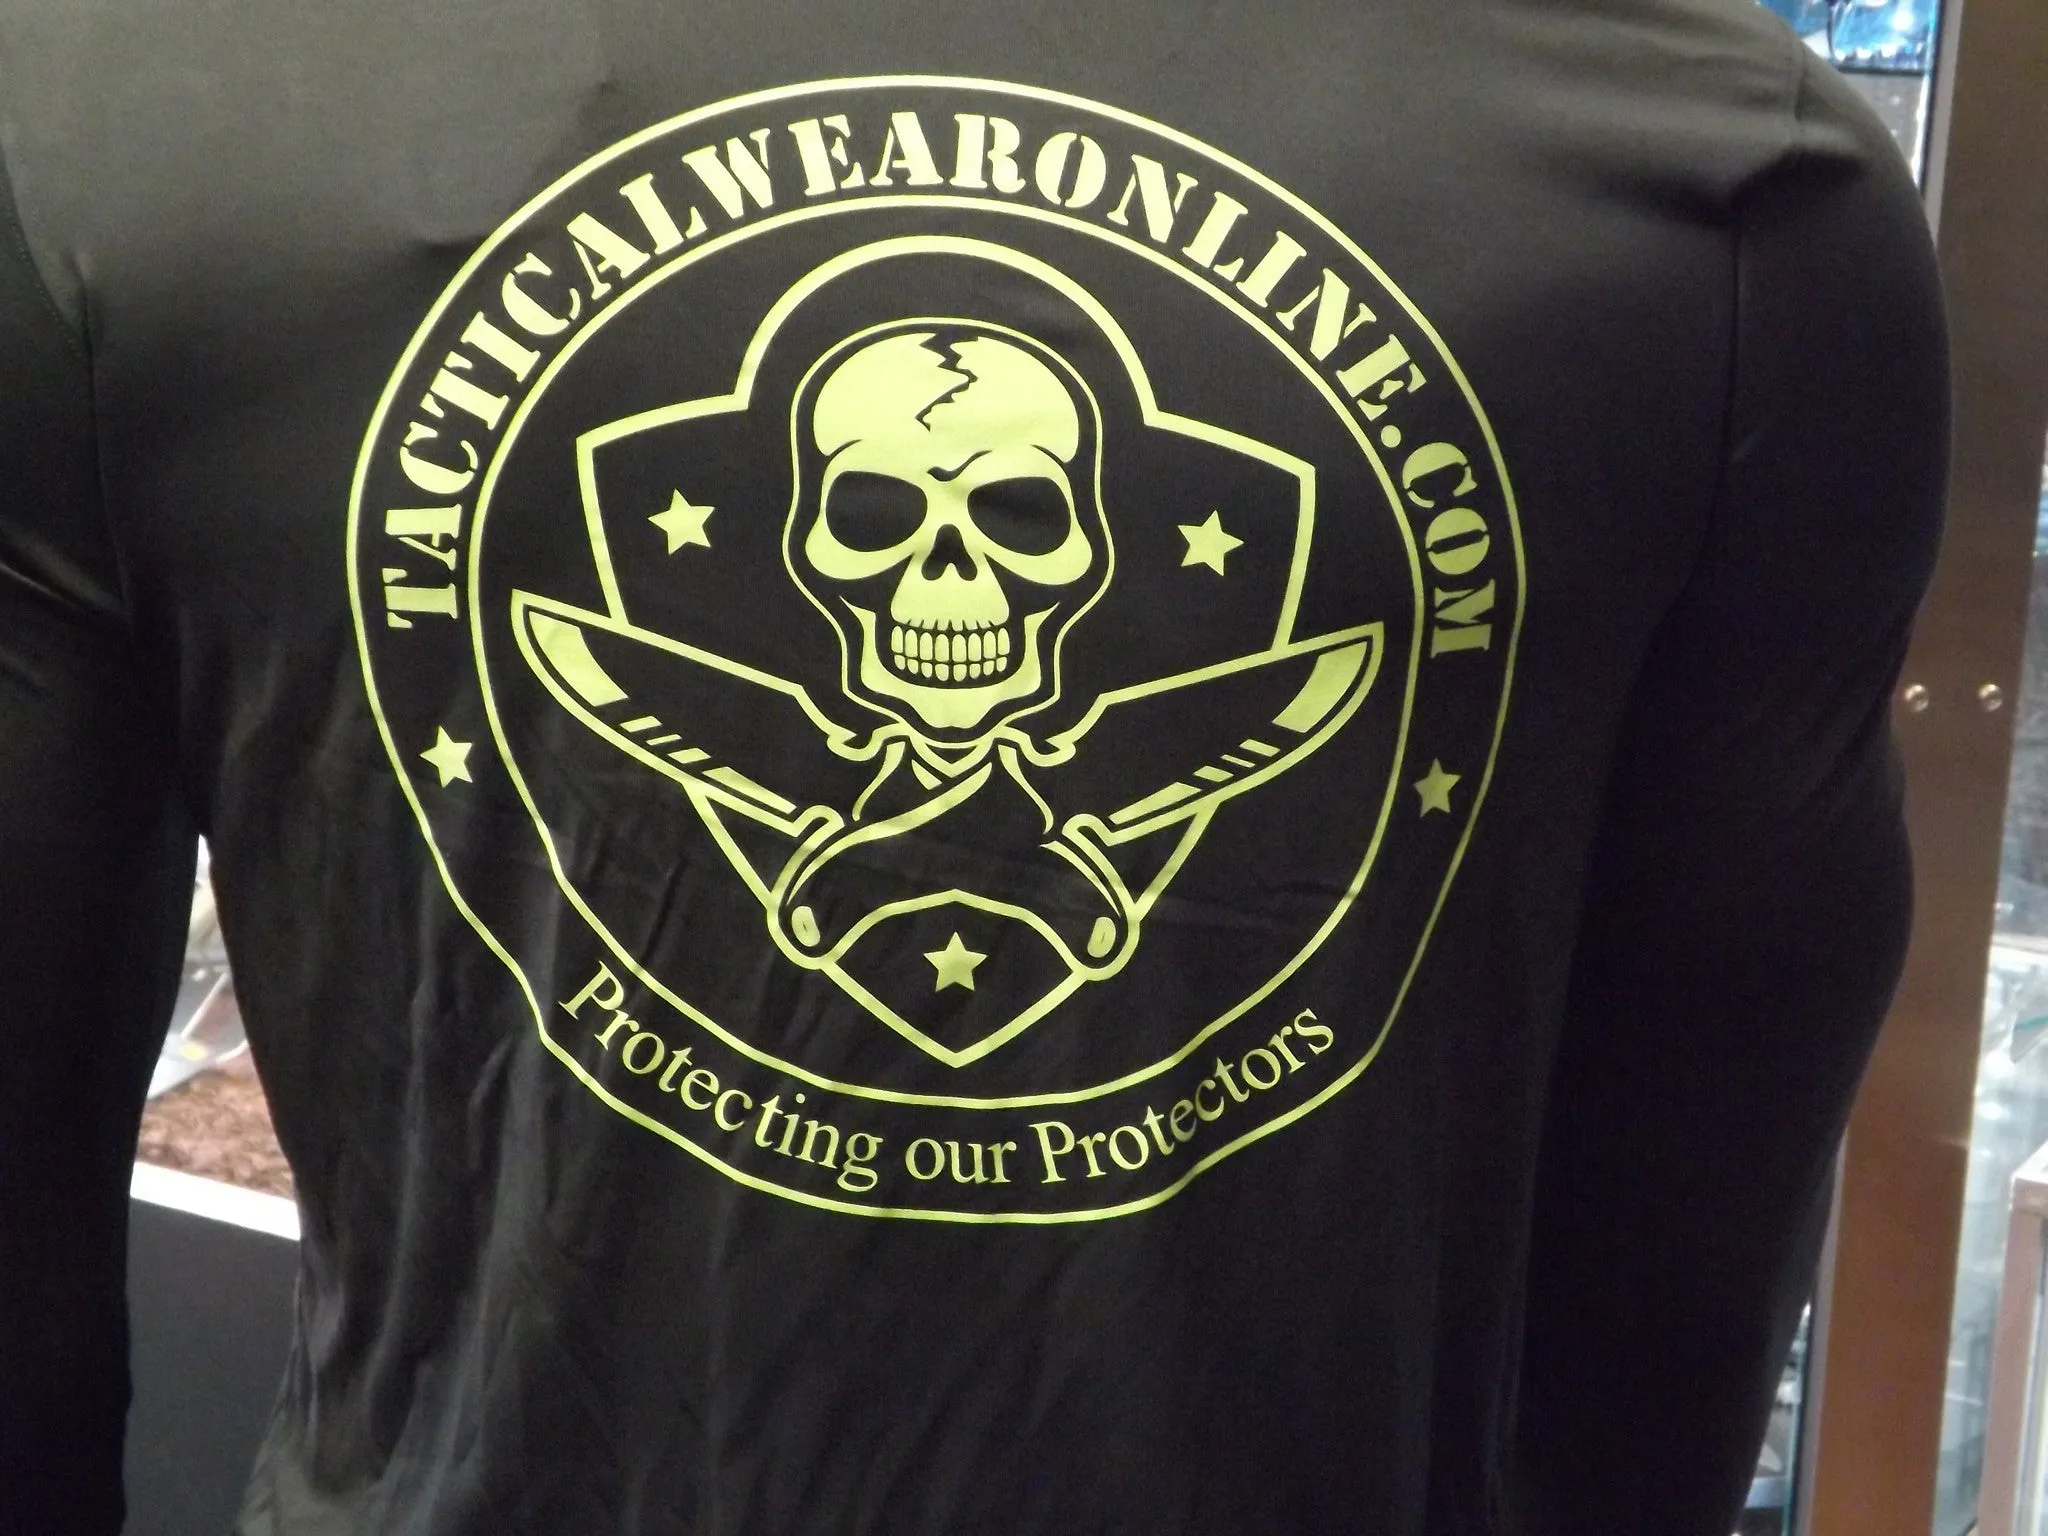 TACTICALWEARONLINE.COM
Protecting our Protectors